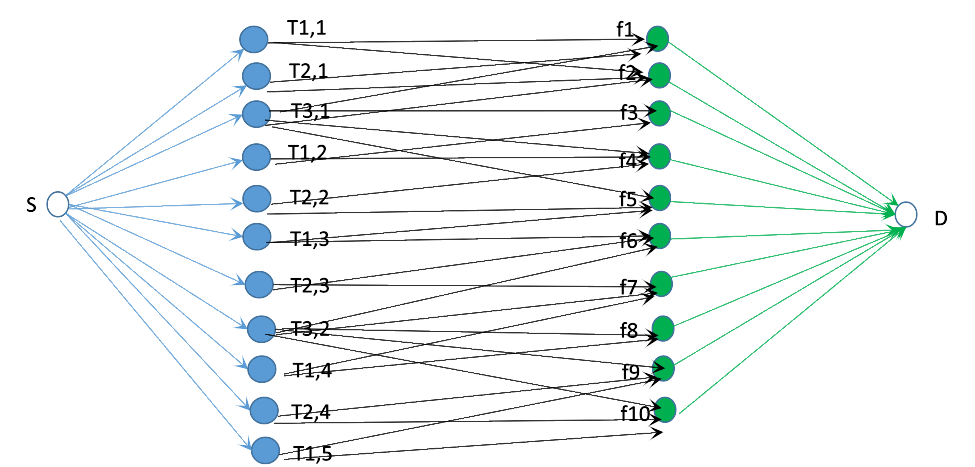 T1,1 f1
T2,1 f2
T3,1 f3
T1,2 f4
T2,2 f5
S D
T1,3 f6
T2,3 f7
T3,2 f8
T1,4 f9
T2,4 f10
T1,5